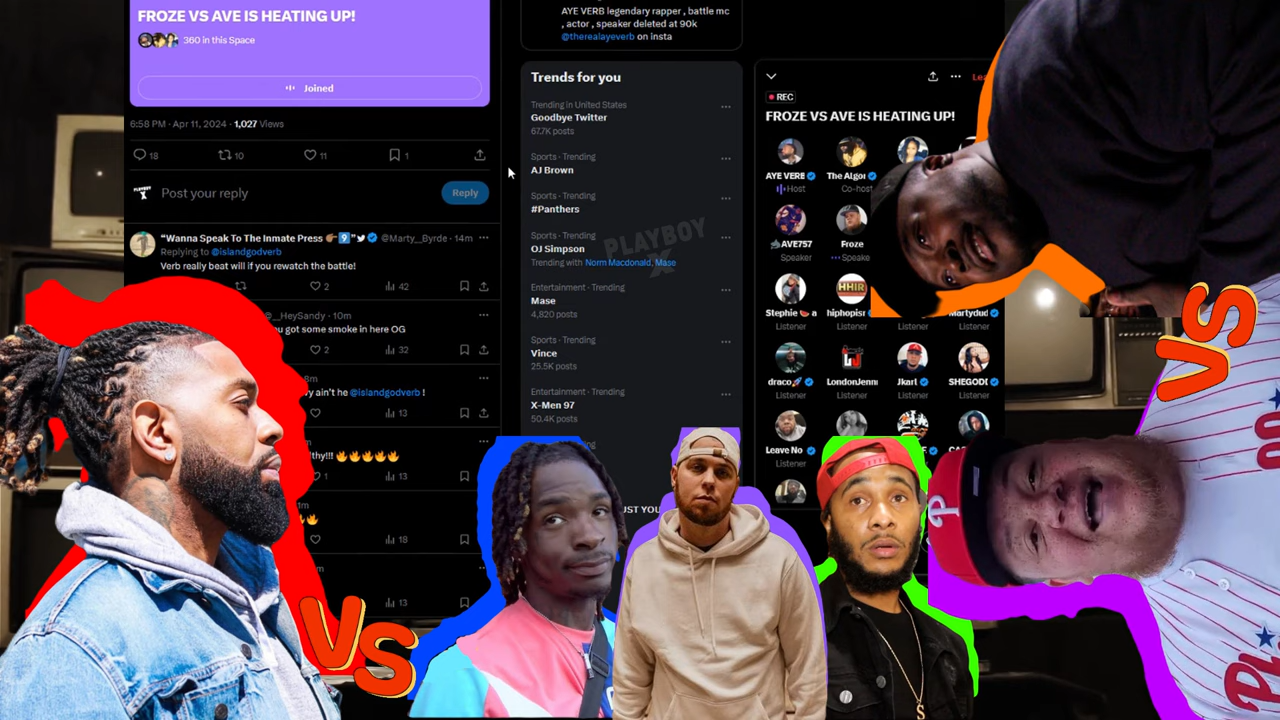 FROZE VS AVE IS HEATING UP!
360 in this Space
Joined
6:58 PM · Apr 11, 2024 · 1,027 Views
18 10 11 1
Post your reply
Reply
"Wanna Speak To The Inmate Press 9" @Marty__Byrde · 14m
Replying to @islandgodverb
Verb really beat will if you rewatch the battle!
2 42
@__HeySandy · 10m
got some smoke in here OG
2 32
8m
ain't he @islandgodverb !
13
1 13
18
13
AYE VERB legendary rapper , battle mc
, actor , speaker deleted at 90k
@therealayeverb on insta
Trends for you
Trending in United States
Goodbye Twitter
67.7K posts
Sports · Trending
AJ Brown
Sports · Trending
#Panthers
Sports · Trending
OJ Simpson
Trending with Norm Macdonald, Mase
Entertainment · Trending
Mase
4,820 posts
Sports · Trending
Vince
25.5K posts
Entertainment · Trending
X-Men 97
50.4K posts
PLAYBOY
X
REC
FROZE VS AVE IS HEATING UP!
AYE VERB The Algor
Host Co-host
AVE757 Froze
Speaker Speake
HHIR
Stephie hiphopisr Martydud
Listener Listener Listener Listener
draco LondonJenn Jkarl SHEGODD
Listener Listener Listener Listener
Leave No
Listener
VS
VS
P
Ph